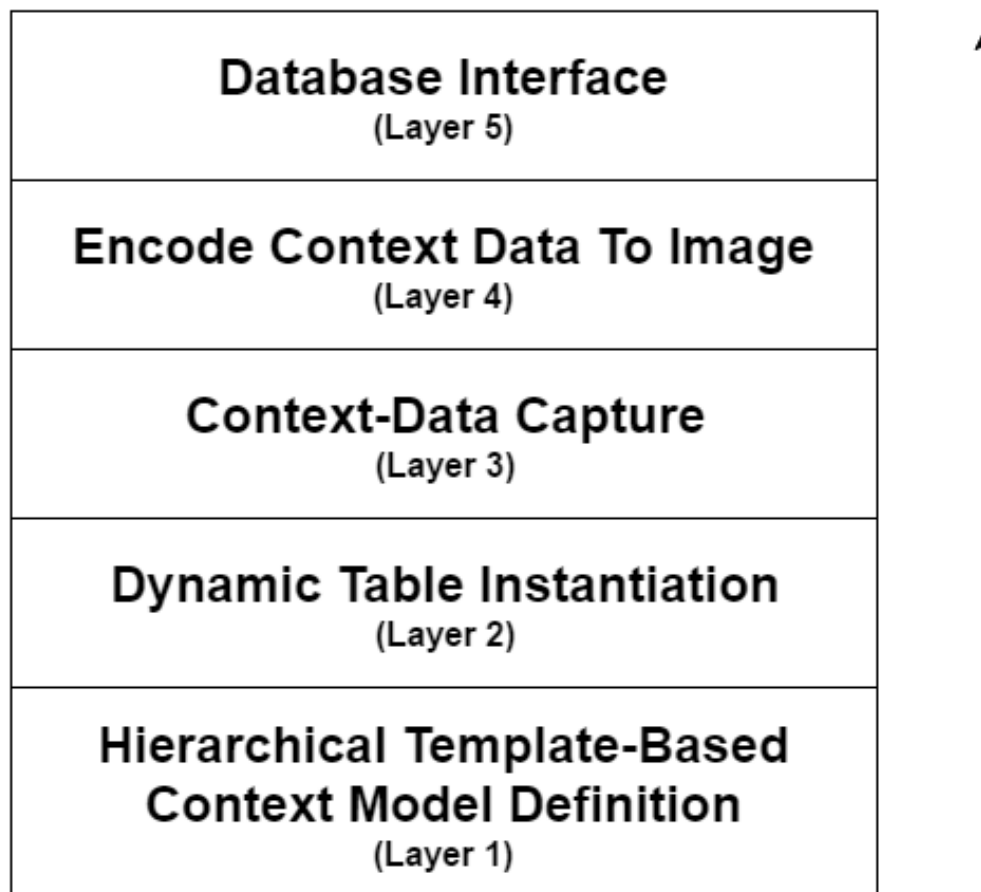 Database Interface
(Layer 5)
Encode Context Data To Image
(Layer 4)
Context-Data Capture
(Layer 3)
Dynamic Table Instantiation
(Layer 2)
Hierarchical Template-Based
Context Model Definition
(Layer 1)